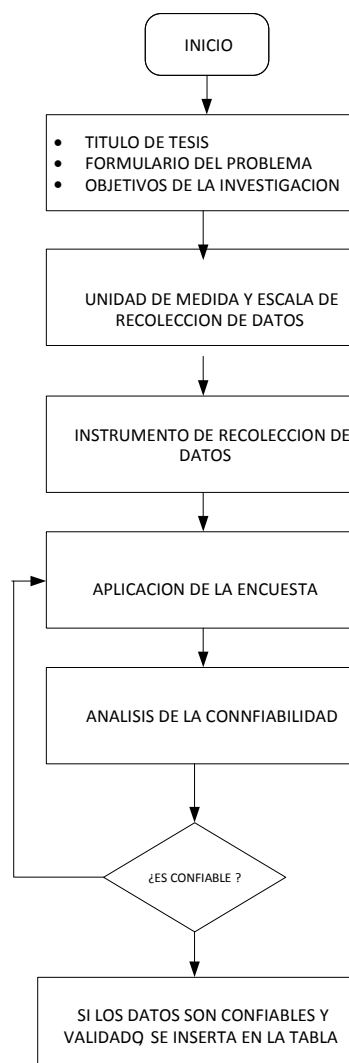 INICIO
• TITULO DE TESIS
• FORMULARIO DEL PROBLEMA
• OBJETIVOS DE LA INVESTIGACION
UNIDAD DE MEDIDA Y ESCALA DE
RECOLECCION DE DATOS
INSTRUMENTO DE RECOLECCION DE
DATOS
APLICACION DE LA ENCUESTA
ANALISIS DE LA CONNFIABILIDAD
¿ES CONFIABLE ?
SI LOS DATOS SON CONFIABLES Y
VALIDADO, SE INSERTA EN LA TABLA